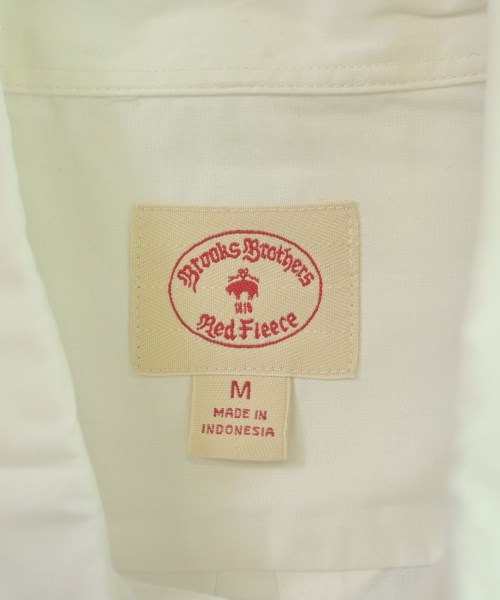 Brooks Brothers
1818
Red Fleece
M
MADE IN
INDONESIA